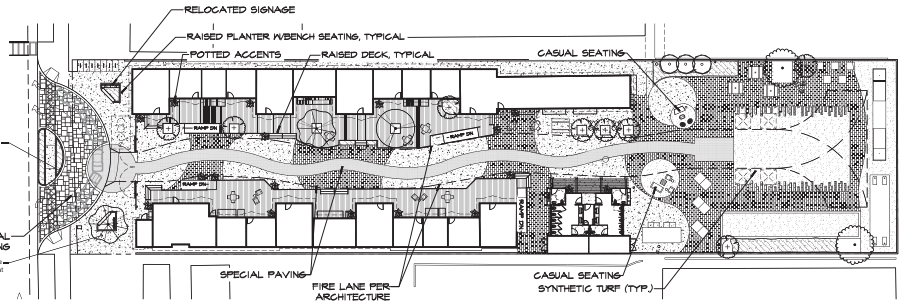 RELOCATED SIGNAGE
RAISED PLANTER W/BENCH SEATING, TYPICAL
POTTED ACCENTS
RAISED DECK, TYPICAL
CASUAL SEATING
RAMP DN
RAMP DN
RAMP DN
RAMP DN
AL
NG
SPECIAL PAVING
FIRE LANE PER
ARCHITECTURE
CASUAL SEATING
SYNTHETIC TURF (TYP.)